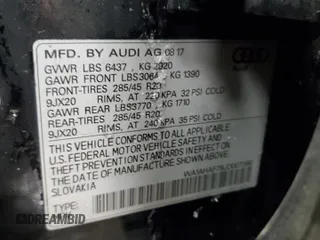 MFD. BY AUDI AG 08 17
GVWR LBS 6437 , KG 2920
GAWR FRONT LBS3064 , KG 1390
FRONT-TIRES 285/45 R20
9JX20 RIMS, AT 220 KPA 32 PSI COLD
GAWR REAR LBS3770 , KG 1710
REAR-TIRES 285/45 R20
9JX20 RIMS, AT 240 KPA 35 PSI COLD
THIS VEHICLE CONFORMS TO ALL APPLICABLE
U.S. FEDERAL MOTOR VEHICLE SAFETY AND
THEFT PREVENTION STANDARDS IN EFFECT ON
THE DATE OF MANUFACTURE SHOWN ABOVE.
SLOVAKIA
TYPE:
Audi
DREAMBID